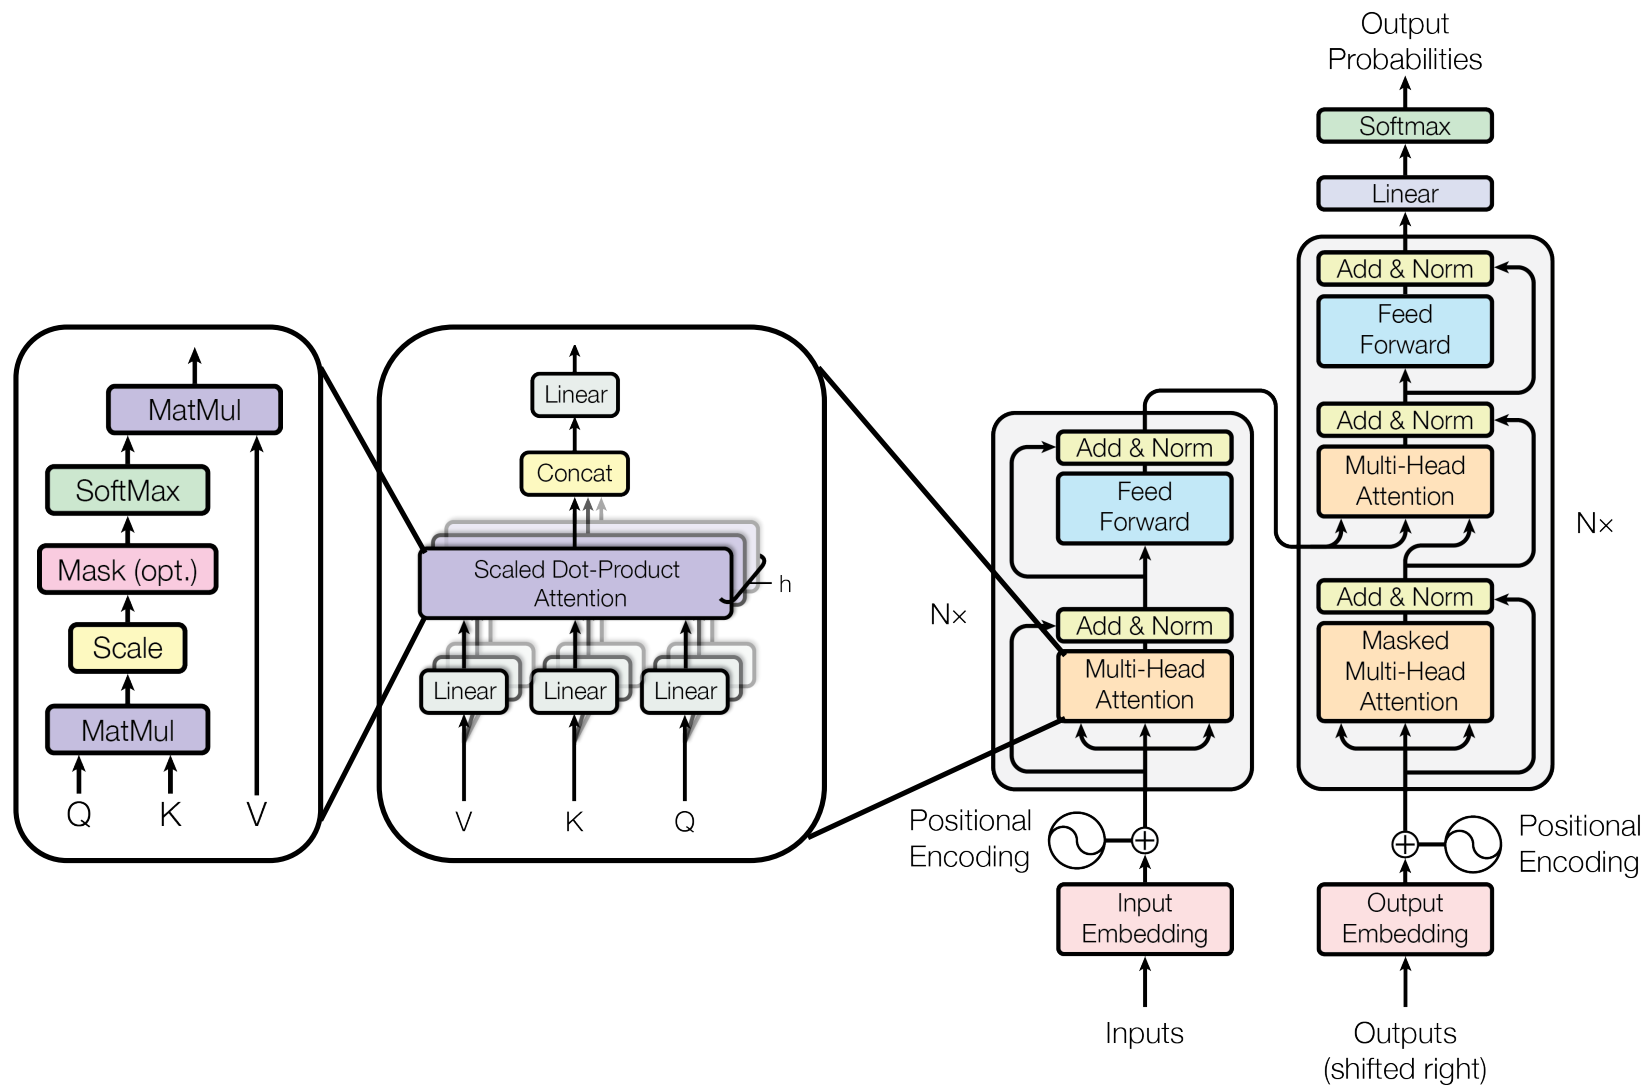 MatMul
SoftMax
Mask (opt.)
Scale
MatMul
Q
K
V
Linear
Concat
Scaled Dot-Product
Attention
h
Linear
Linear
Linear
V
K
Q
Add & Norm
Feed
Forward
N×
Add & Norm
Multi-Head
Attention
Positional
Encoding
Input
Embedding
Inputs
Output
Probabilities
Softmax
Linear
Add & Norm
Feed
Forward
Add & Norm
Multi-Head
Attention
N×
Add & Norm
Masked
Multi-Head
Attention
Positional
Encoding
Output
Embedding
Outputs
(shifted right)